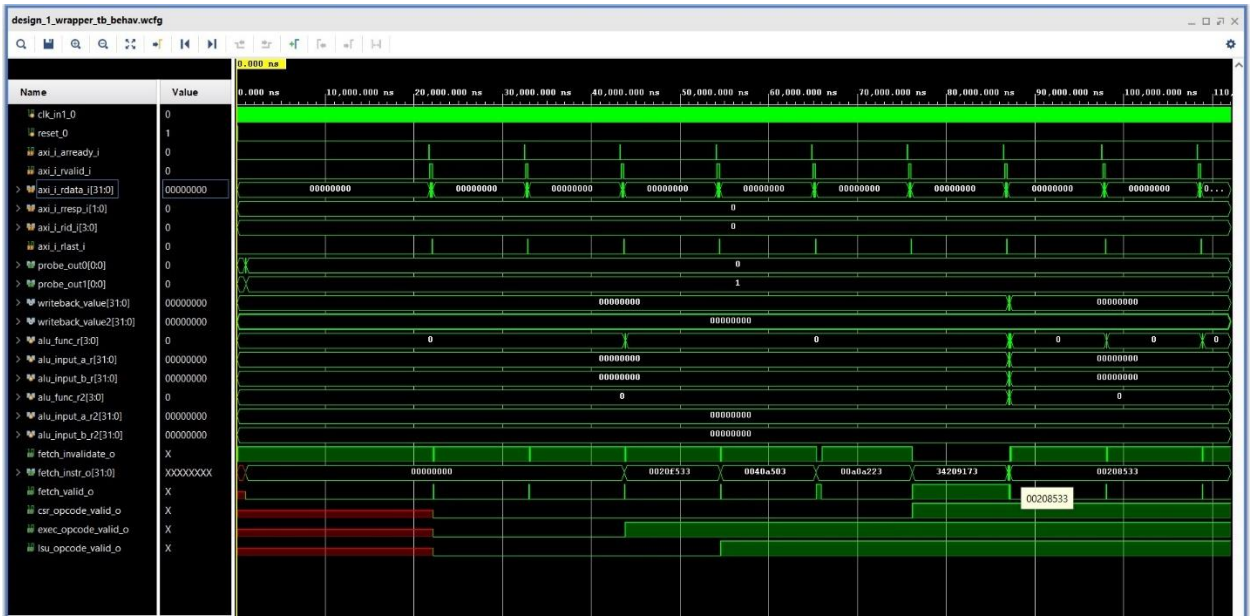 design_1_wrapper_tb_behav.wcfg
0.000 ns
Name Value 0.000 ns 10,000.000 ns 20,000.000 ns 30,000.000 ns 40,000.000 ns 50,000.000 ns 60,000.000 ns 70,000.000 ns 80,000.000 ns 90,000.000 ns 100,000.000 ns 110,
clk_in1_0 0
reset_0 1
axi_i_arready_i 0
axi_i_rvalid_i 0
axi_i_rdata_i[31:0] 00000000 00000000 00000000 00000000 00000000 00000000 00000000 00000000 00000000 00000000 0...
axi_i_rresp_i[1:0] 0 0
axi_i_rid_i[3:0] 0 0
axi_i_rlast_i 0
probe_out0[0:0] 0 0
probe_out1[0:0] 0 1
writeback_value[31:0] 00000000 00000000 00000000
writeback_value2[31:0] 00000000 00000000
alu_func_r[3:0] 0 0 0 0 0 0
alu_input_a_r[31:0] 00000000 00000000 00000000
alu_input_b_r[31:0] 00000000 00000000 00000000
alu_func_r2[3:0] 0 0 0
alu_input_a_r2[31:0] 00000000 00000000
alu_input_b_r2[31:0] 00000000 00000000
fetch_invalidate_o X
fetch_instr_o[31:0] XXXXXXXX 00000000 0020f533 0040a503 00a0a223 34209173 00208533
fetch_valid_o X
00208533
csr_opcode_valid_o X
exec_opcode_valid_o X
lsu_opcode_valid_o X